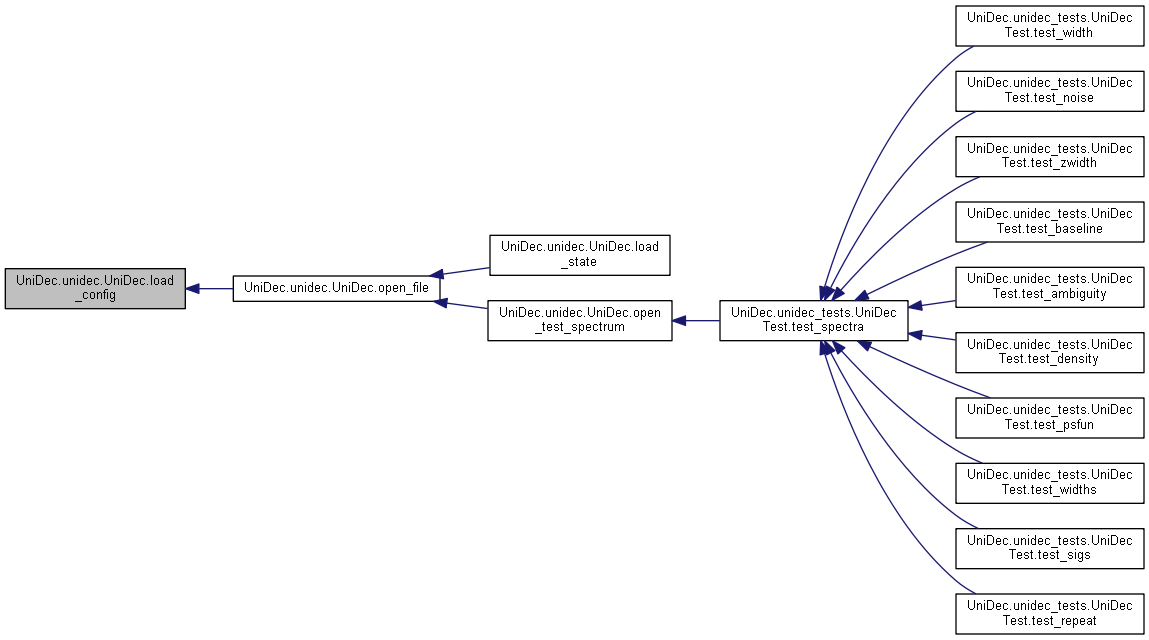 UniDec.unidec.UniDec.load
_config
UniDec.unidec.UniDec.open_file
UniDec.unidec.UniDec.load
_state
UniDec.unidec.UniDec.open
_test_spectrum
UniDec.unidec_tests.UniDec
Test.test_spectra
UniDec.unidec_tests.UniDec
Test.test_width
UniDec.unidec_tests.UniDec
Test.test_noise
UniDec.unidec_tests.UniDec
Test.test_zwidth
UniDec.unidec_tests.UniDec
Test.test_baseline
UniDec.unidec_tests.UniDec
Test.test_ambiguity
UniDec.unidec_tests.UniDec
Test.test_density
UniDec.unidec_tests.UniDec
Test.test_psfun
UniDec.unidec_tests.UniDec
Test.test_widths
UniDec.unidec_tests.UniDec
Test.test_sigs
UniDec.unidec_tests.UniDec
Test.test_repeat